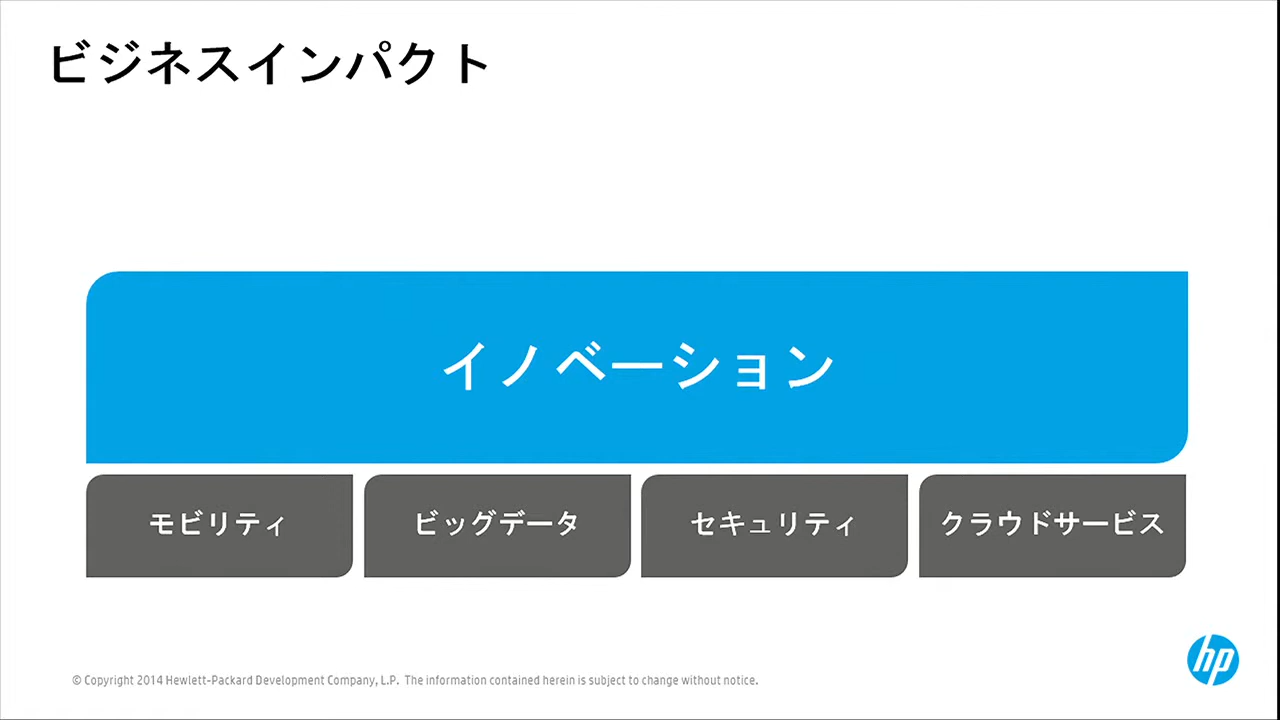 ビジネスインパクト
イノベーション
モビリティ
ビッグデータ
セキュリティ
クラウドサービス
© Copyright 2014 Hewlett-Packard Development Company, L.P. The information contained herein is subject to change without notice.
hp